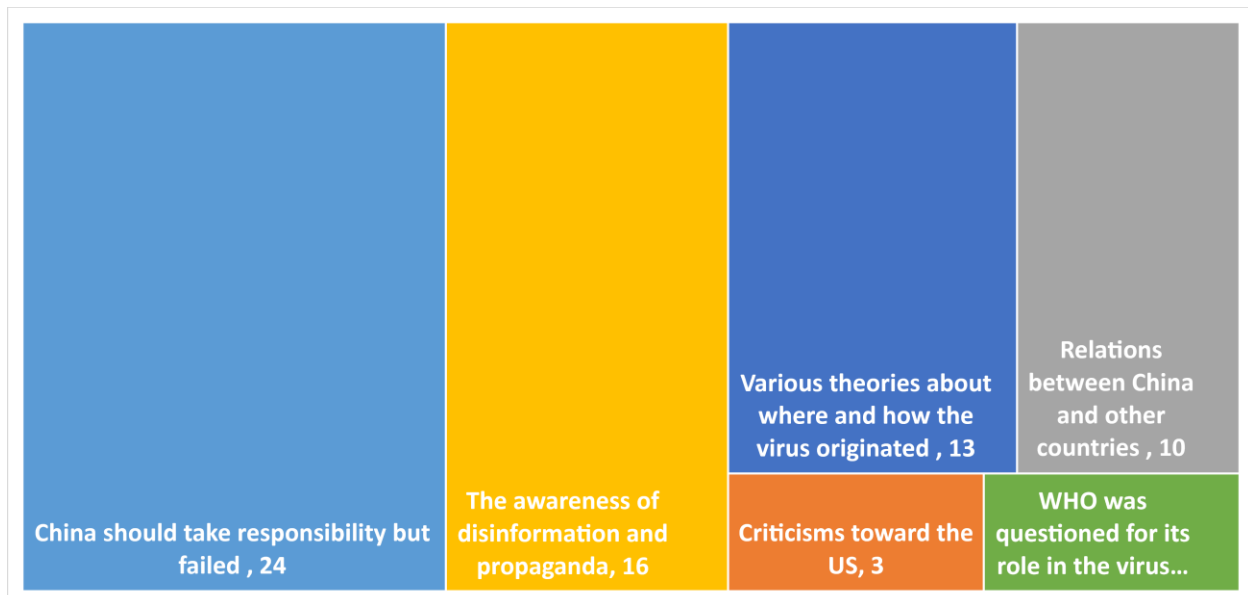 China should take responsibility but
failed , 24
The awareness of
disinformation and
propaganda, 16
Various theories about
where and how the
virus originated , 13
Relations
between China
and other
countries , 10
Criticisms toward the
US, 3
WHO was
questioned for its
role in the virus...